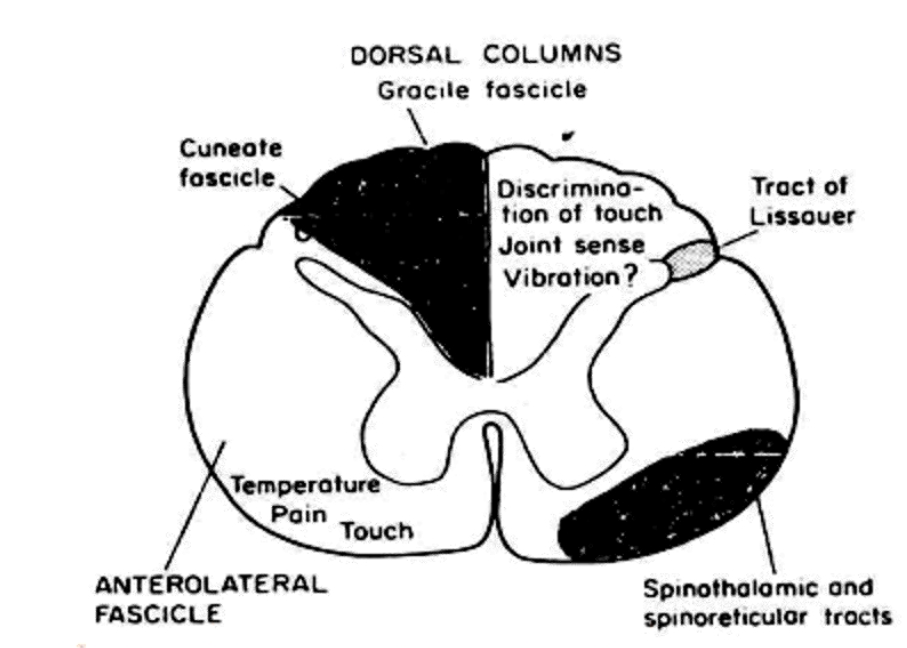 DORSAL COLUMNS
Gracile fascicle
Cuneate
fascicle
Discrimina-
tion of touch
Joint sense
Vibration?
Tract of
Lissauer
Temperature
Pain
Touch
ANTEROLATERAL
FASCICLE
Spinothalamic and
spinoreticular tracts